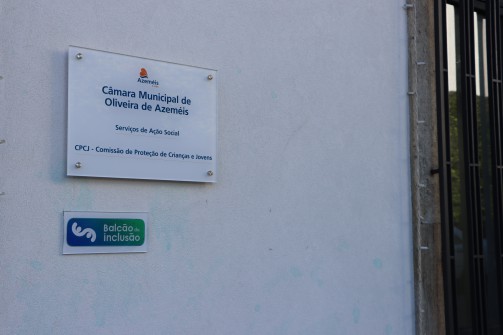 Azeméis
Câmara Municipal de
Oliveira de Azeméis
Serviços de Ação Social
CPCJ - Comissão de Proteção de Crianças e Jovens
Balcão da
inclusão